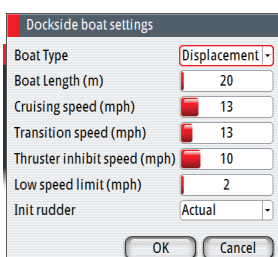 Dockside boat settings
Boat Type Displacement
Boat Length (m) 20
Cruising speed (mph) 13
Transition speed (mph) 13
Thruster inhibit speed (mph) 10
Low speed limit (mph) 2
Init rudder Actual
OK Cancel